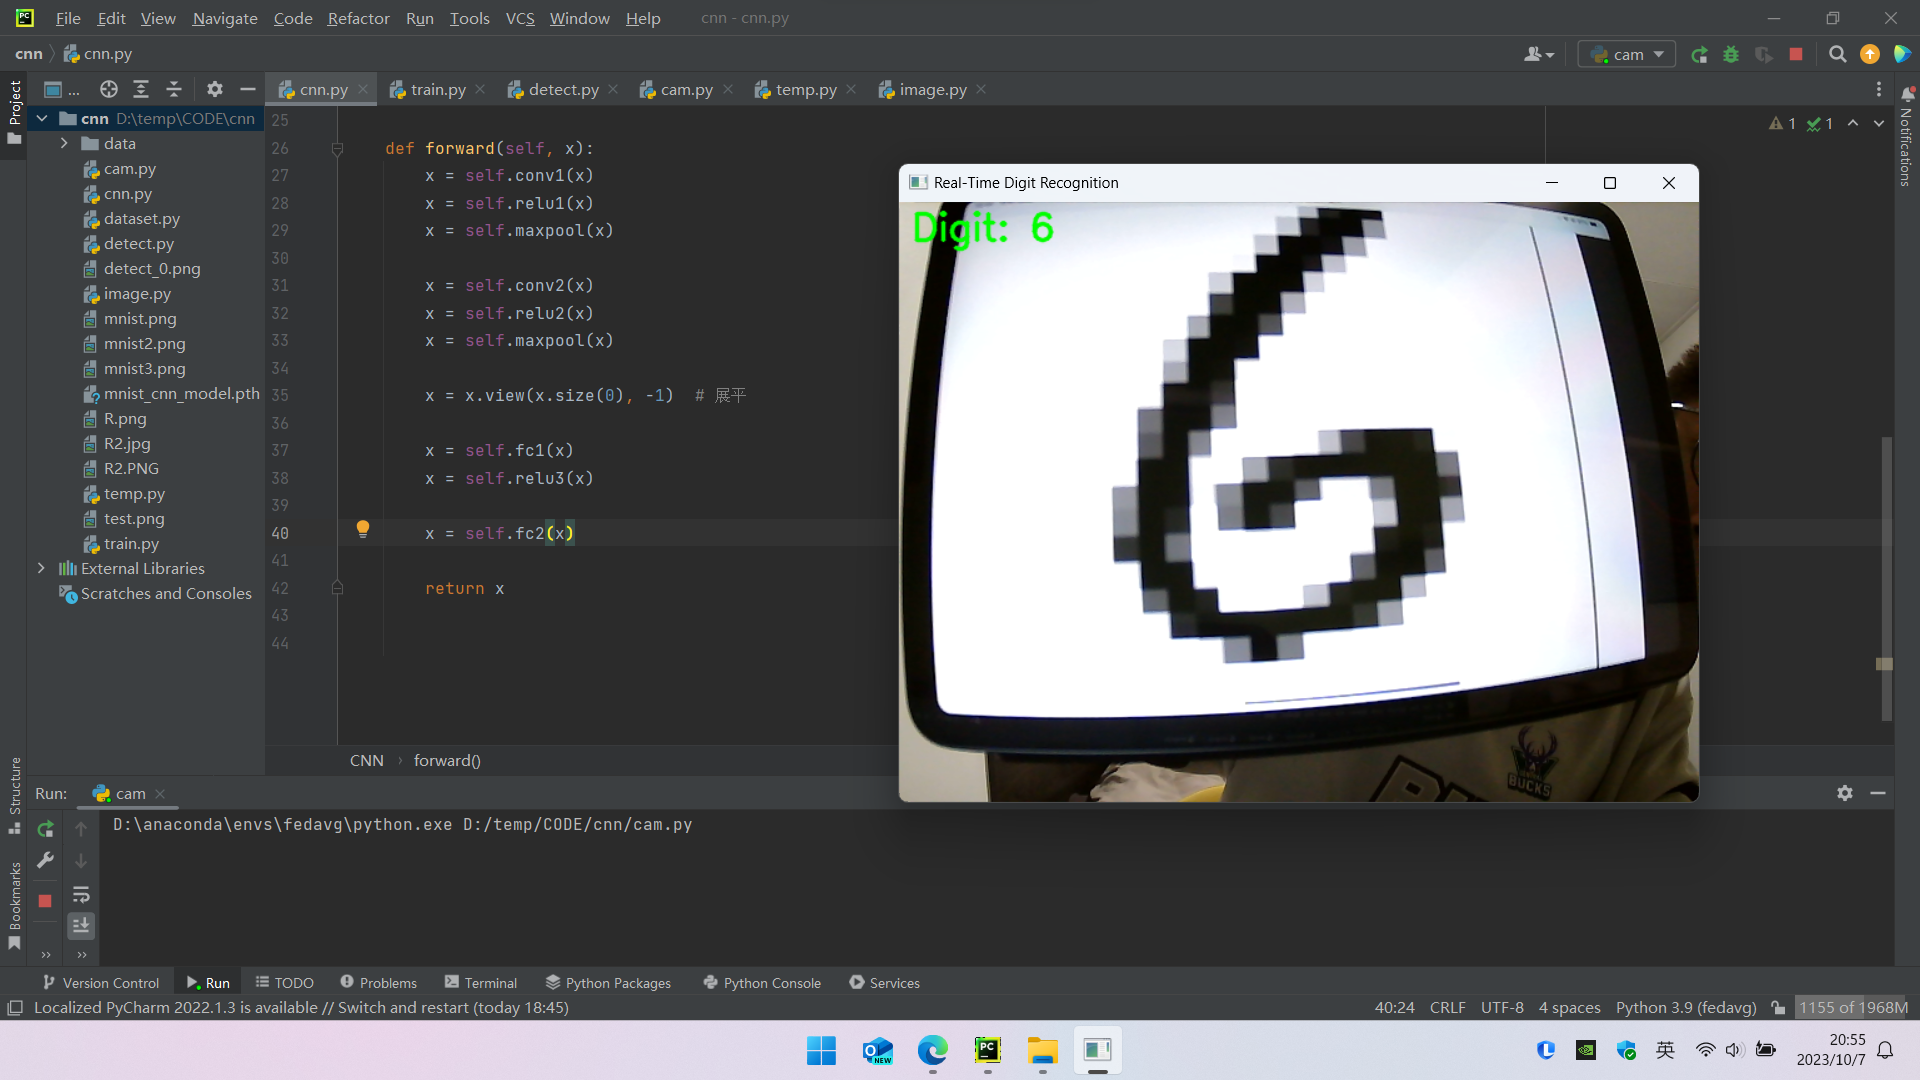 File Edit View Navigate Code Refactor Run Tools VCS Window Help cnn - cnn.py
cnn cnn.py
cam
Project
...
cnn.py train.py detect.py cam.py temp.py image.py
cnn D:\temp\CODE\cnn
data
cam.py
cnn.py
dataset.py
detect.py
detect_0.png
image.py
mnist.png
mnist2.png
mnist3.png
mnist_cnn_model.pth
R.png
R2.jpg
R2.PNG
temp.py
test.png
train.py
External Libraries
Scratches and Consoles
25
26 def forward(self, x):
27 x = self.conv1(x)
28 x = self.relu1(x)
29 x = self.maxpool(x)
30
31 x = self.conv2(x)
32 x = self.relu2(x)
33 x = self.maxpool(x)
34
35 x = x.view(x.size(0), -1) # 展平
36
37 x = self.fc1(x)
38 x = self.relu3(x)
39
40 x = self.fc2(x)
41
42 return x
43
44
1 1
Notifications
Real-Time Digit Recognition
Digit: 6
6
BUCKS
CNN › forward()
Structure
Bookmarks
Run: cam
D:\anaconda\envs\fedavg\python.exe D:/temp/CODE/cnn/cam.py
Version Control Run TODO Problems Terminal Python Packages Python Console Services
Localized PyCharm 2022.1.3 is available // Switch and restart (today 18:45)
40:24 CRLF UTF-8 4 spaces Python 3.9 (fedavg) 1155 of 1968M
NEW
PC
英
20:55
2023/10/7